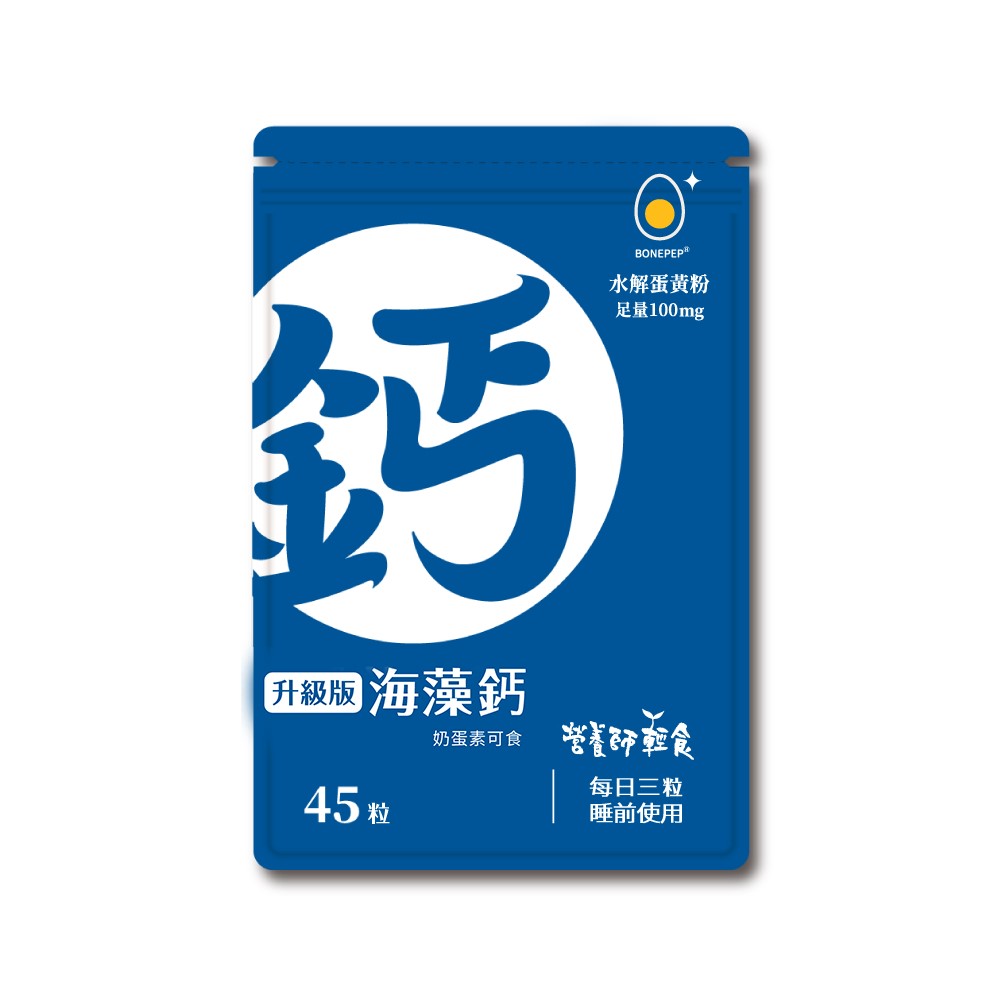 BONEPEP®
水解蛋黃粉
足量100mg
鈣
升級版 海藻鈣
奶蛋素可食
營養師輕食
45粒
每日三粒
睡前使用